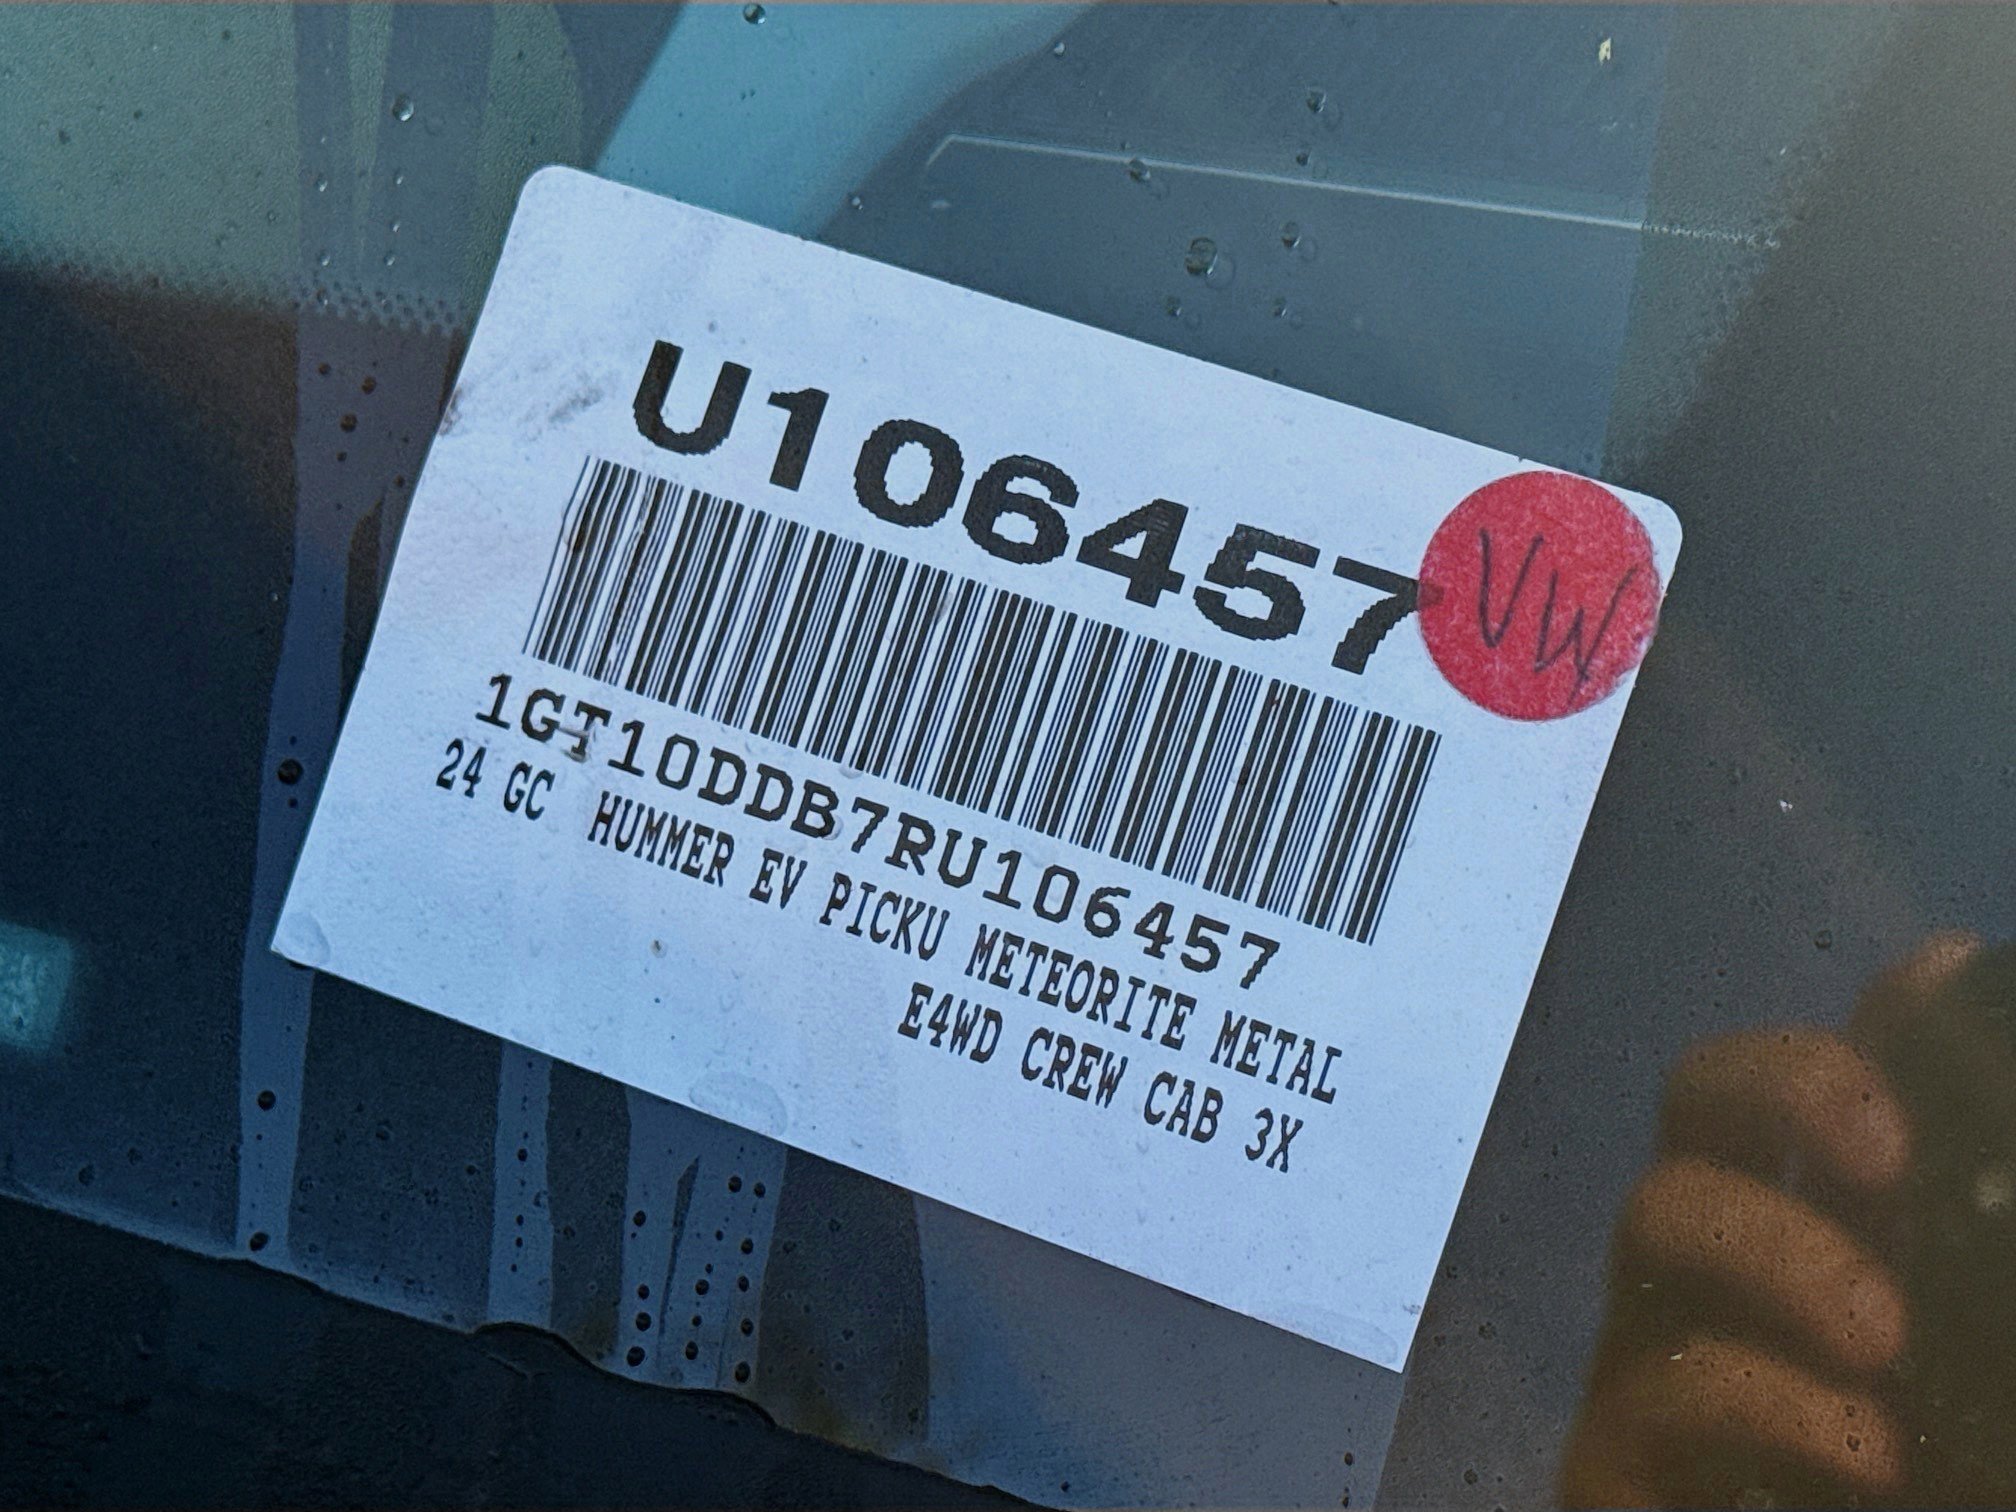 U106457
VW
1GT10DDB7RU106457
24 GC HUMMER EV PICKU METEORITE METAL
E4WD CREW CAB 3X